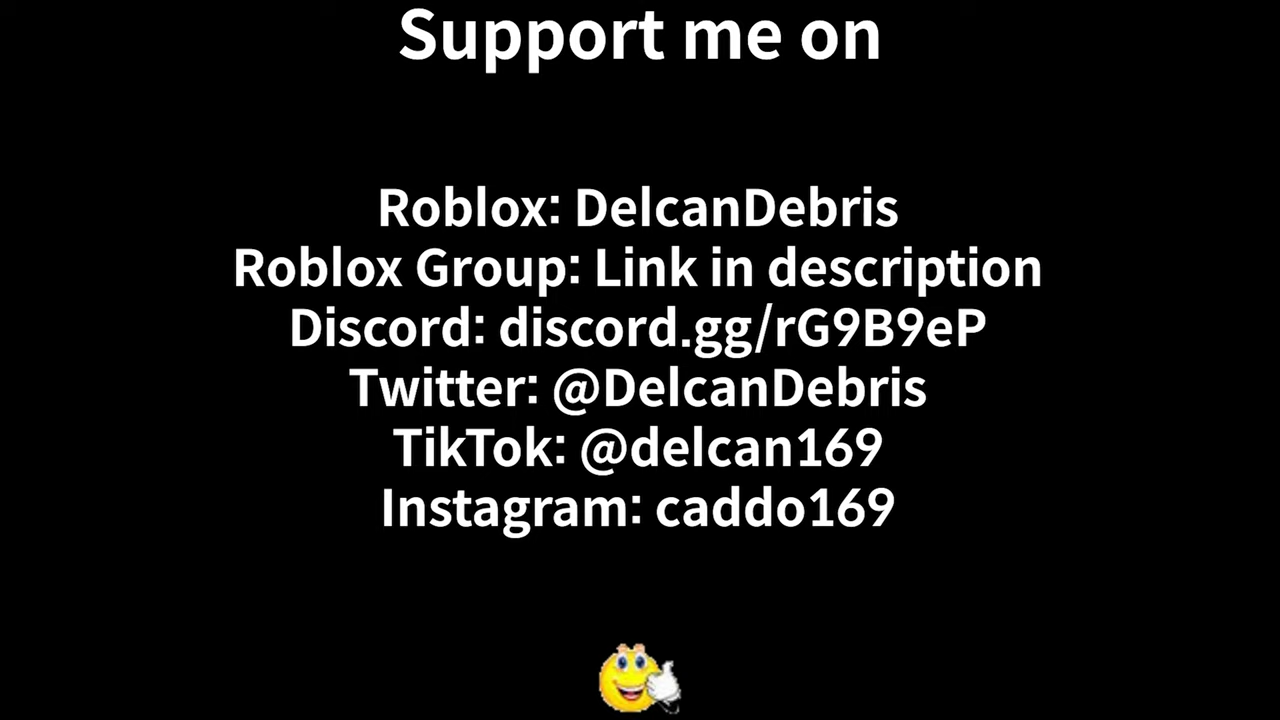 Support me on
Roblox: DelcanDebris
Roblox Group: Link in description
Discord: discord.gg/rG9B9eP
Twitter: @DelcanDebris
TikTok: @delcan169
Instagram: caddo169